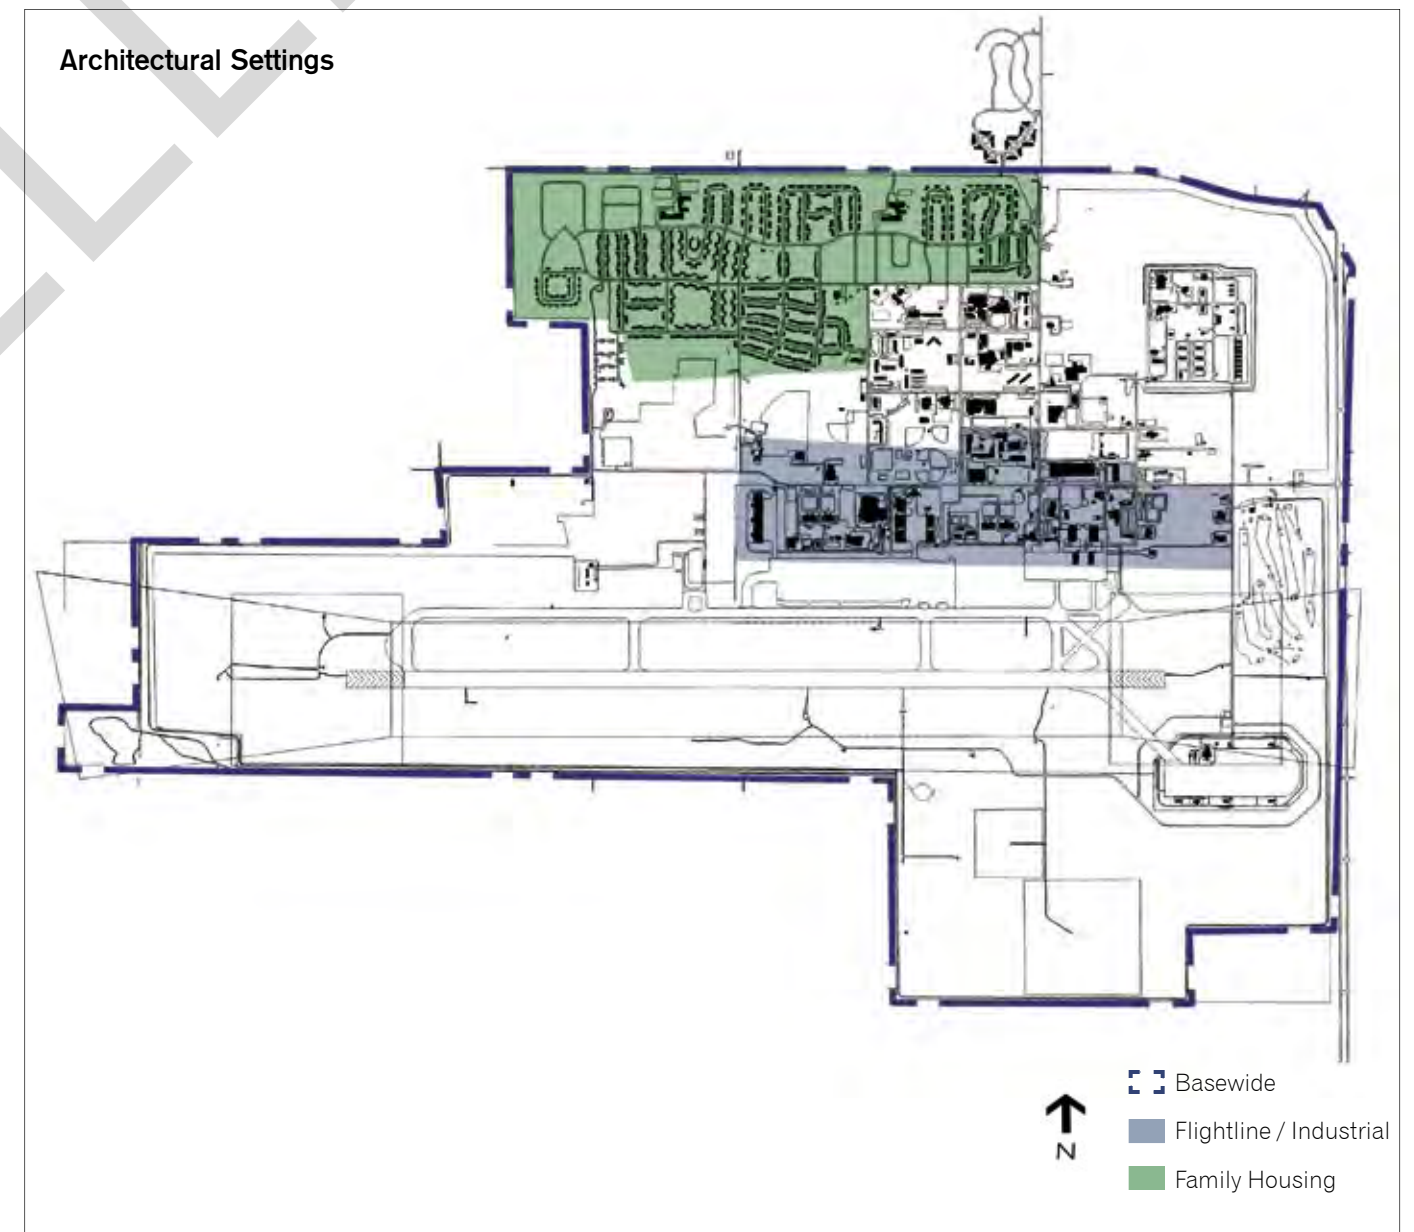 Architectural Settings
Basewide
N
Flightline / Industrial
Family Housing